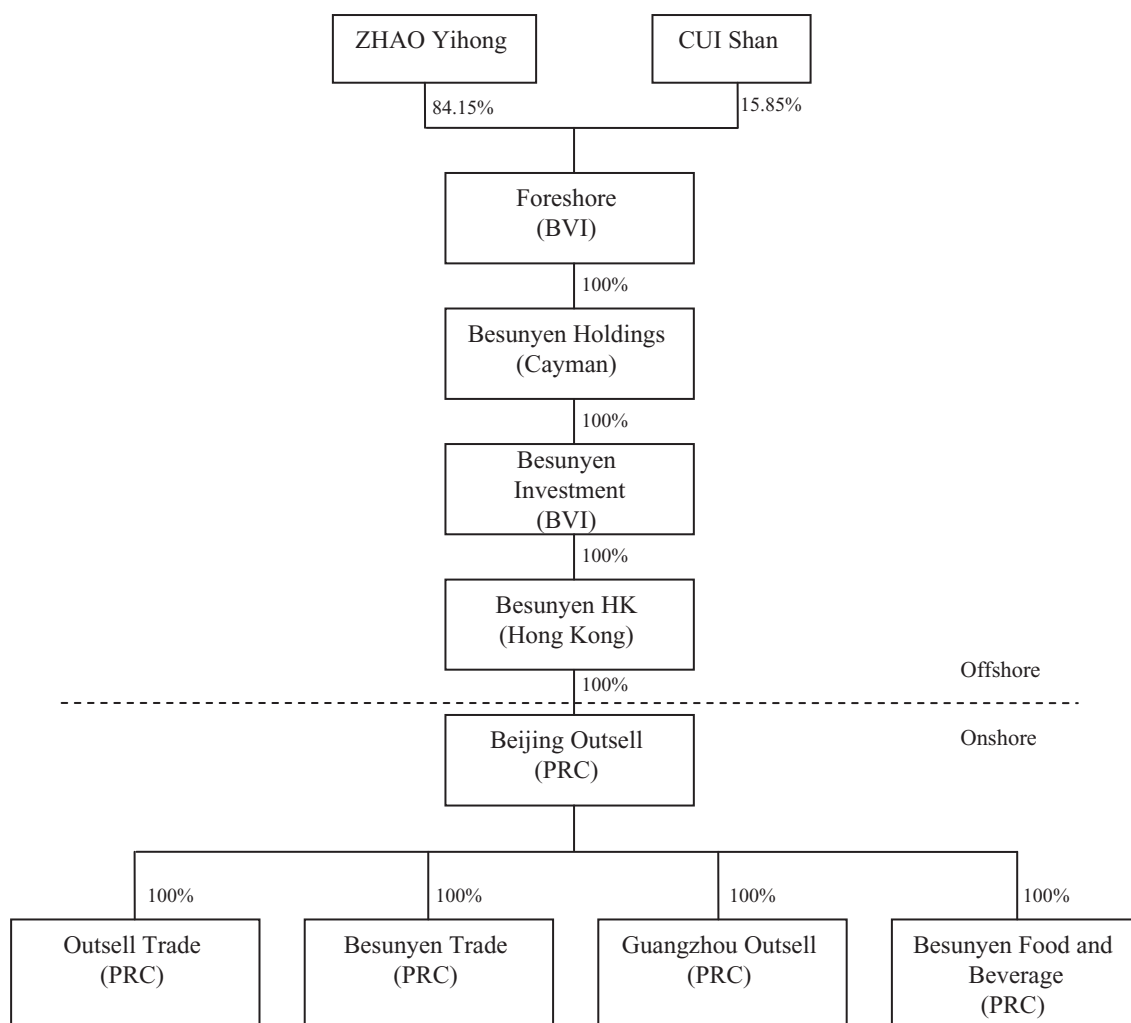 ZHAO Yihong
CUI Shan
84.15%
15.85%
Foreshore
(BVI)
100%
Besunyen Holdings
(Cayman)
100%
Besunyen
Investment
(BVI)
100%
Besunyen HK
(Hong Kong)
Offshore
100%
Onshore
Beijing Outsell
(PRC)
100%
100%
100%
100%
Outsell Trade
(PRC)
Besunyen Trade
(PRC)
Guangzhou Outsell
(PRC)
Besunyen Food and
Beverage
(PRC)